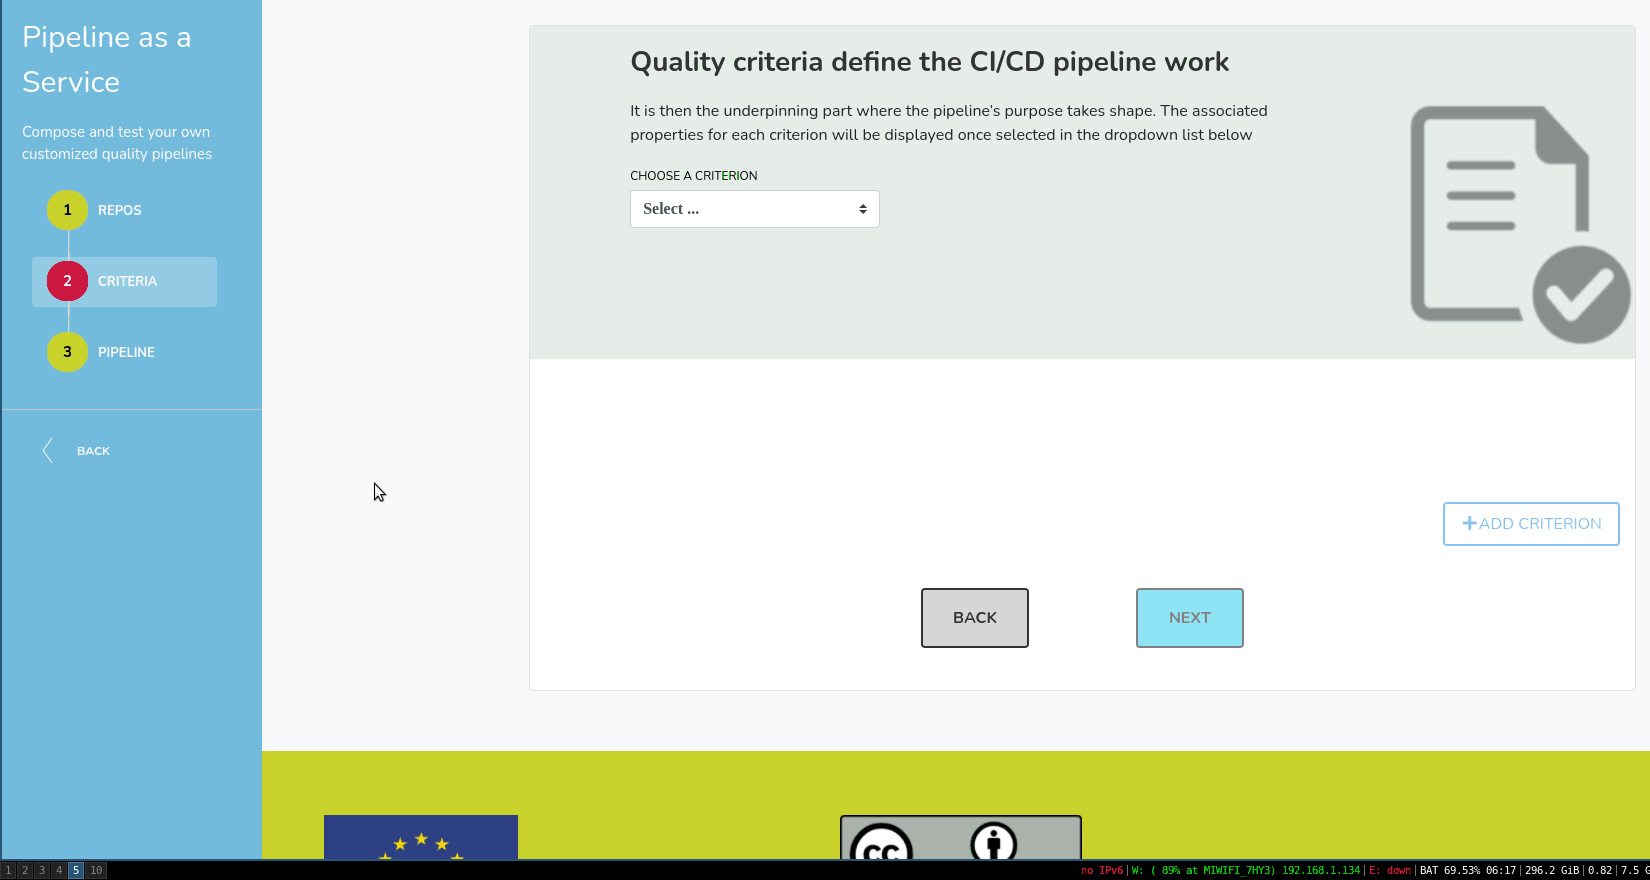 Pipeline as a
Service
Compose and test your own
customized quality pipelines
1 REPOS
2 CRITERIA
3 PIPELINE
BACK
Quality criteria define the CI/CD pipeline work
It is then the underpinning part where the pipeline's purpose takes shape. The associated
properties for each criterion will be displayed once selected in the dropdown list below
CHOOSE A CRITERION
Select ...
ADD CRITERION
BACK NEXT
cc
1 2 3 4 5 10 no IPv6|W: ( 89% at MIWIFI_7HY3) 192.168.1.134|E: down|BAT 69.53% 06:17|296.2 GiB|0.82|7.5 G